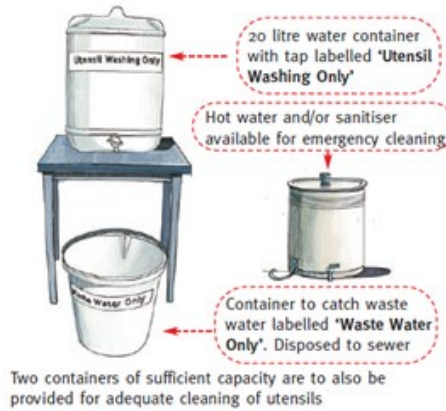 20 litre water container
with tap labelled 'Utensil
Washing Only'
Utensil Washing Only
Hot water and/or sanitiser
available for emergency cleaning
Waste Water Only
Container to catch waste
water labelled 'Waste Water
Only'. Disposed to sewer
Two containers of sufficient capacity are to also be
provided for adequate cleaning of utensils